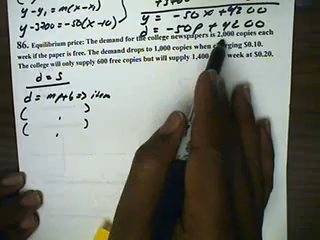 y-y₁ = m(x-x₁)
+3700
y-3700 = -50(x-10)
y = -50x+4200
d = -50p+4200
86. Equilibrium price: The demand for the college newspapers is 2,000 copies each
week if the paper is free. The demand drops to 1,000 copies when charging $0.10.
The college will only supply 600 free copies but will supply 1,400 week at $0.20.
d = s
d = mp+b => item
( , )
( , )